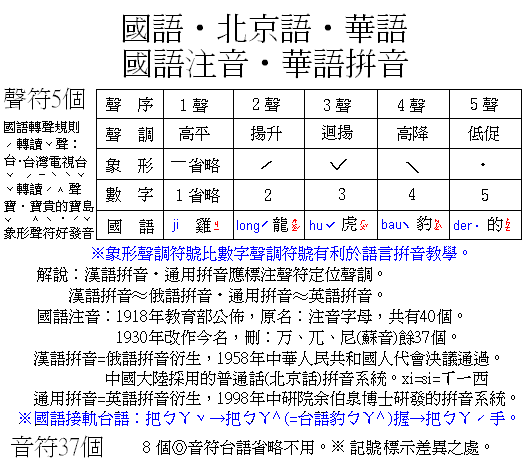 國語・北京語・華語
國語注音・華語拼音
聲符5個
國語轉聲規則
ˊ轉讀ˇ聲：
台・台灣電視台
ˇ轉讀ˊ˄聲
寶・寶貴的寶島
象形聲符好發音
聲 序 1聲 2聲 3聲 4聲 5聲
聲 調 高平 揚升 迴揚 高降 低促
象 形 一省略 ˊ ˇ ˋ ・
數 字 1省略 2 3 4 5
國 語 ji 雞 longˊ龍 huˇ虎 bauˋ豹 der・的
※象形聲調符號比數字聲調符號有利於語言拼音教學。
解說：漢語拼音・通用拼音應標注聲符定位聲調。
漢語拼音≈俄語拼音・通用拼音≈英語拼音。
國語注音：1918年教育部公佈，原名：注音字母，共有40個。
1930年改作今名，刪：万、兀、尼(蘇音)餘37個。
漢語拼音=俄語拼音衍生，1958年中華人民共和國人代會決議通過。
中國大陸採用的普通話(北京話)拼音系統。xi=si=ㄒ一西
通用拼音=英語拼音衍生，1998年中研院余伯泉博士研發的拼音系統。
※國語接軌台語：把ㄅㄚˇ→把ㄅㄚ^(=台語豹ㄅㄚ^)握→把ㄅㄚˊ手。
音符37個
8個◎音符台語省略不用。※ 記號標示差異之處。